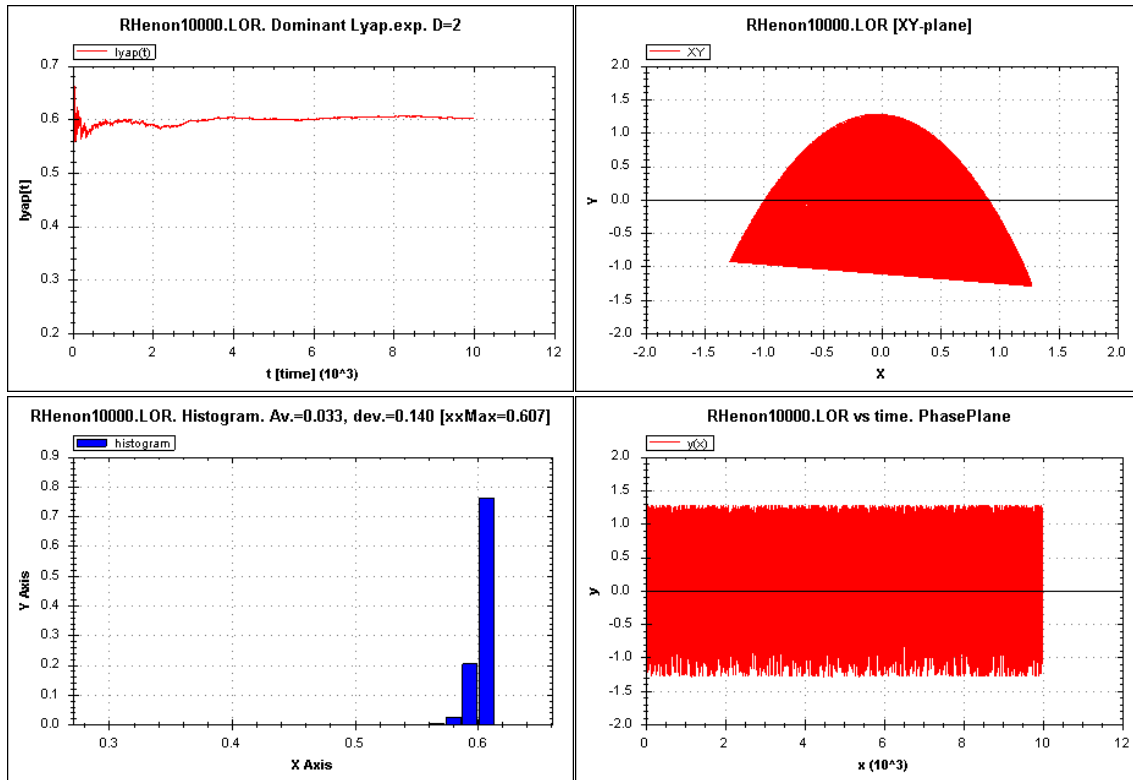 RHenon10000.LOR. Dominant Lyap.exp. D=2
lyap(t)
0.7
0.6
0.5
0.4
0.3
0.2
lyap[t]
0 2 4 6 8 10 12
t [time] (10^3)
RHenon10000.LOR [XY-plane]
XY
2.0
1.5
1.0
0.5
0.0
-0.5
-1.0
-1.5
-2.0
Y
-2.0 -1.5 -1.0 -0.5 0.0 0.5 1.0 1.5 2.0
X
RHenon10000.LOR. Histogram. Av.=0.033, dev.=0.140 [xxMax=0.607]
histogram
0.9
0.8
0.7
0.6
0.5
0.4
0.3
0.2
0.1
0.0
Y Axis
0.3 0.4 0.5 0.6
X Axis
RHenon10000.LOR vs time. PhasePlane
y(x)
2.0
1.5
1.0
0.5
0.0
-0.5
-1.0
-1.5
-2.0
y
0 2 4 6 8 10 12
x (10^3)